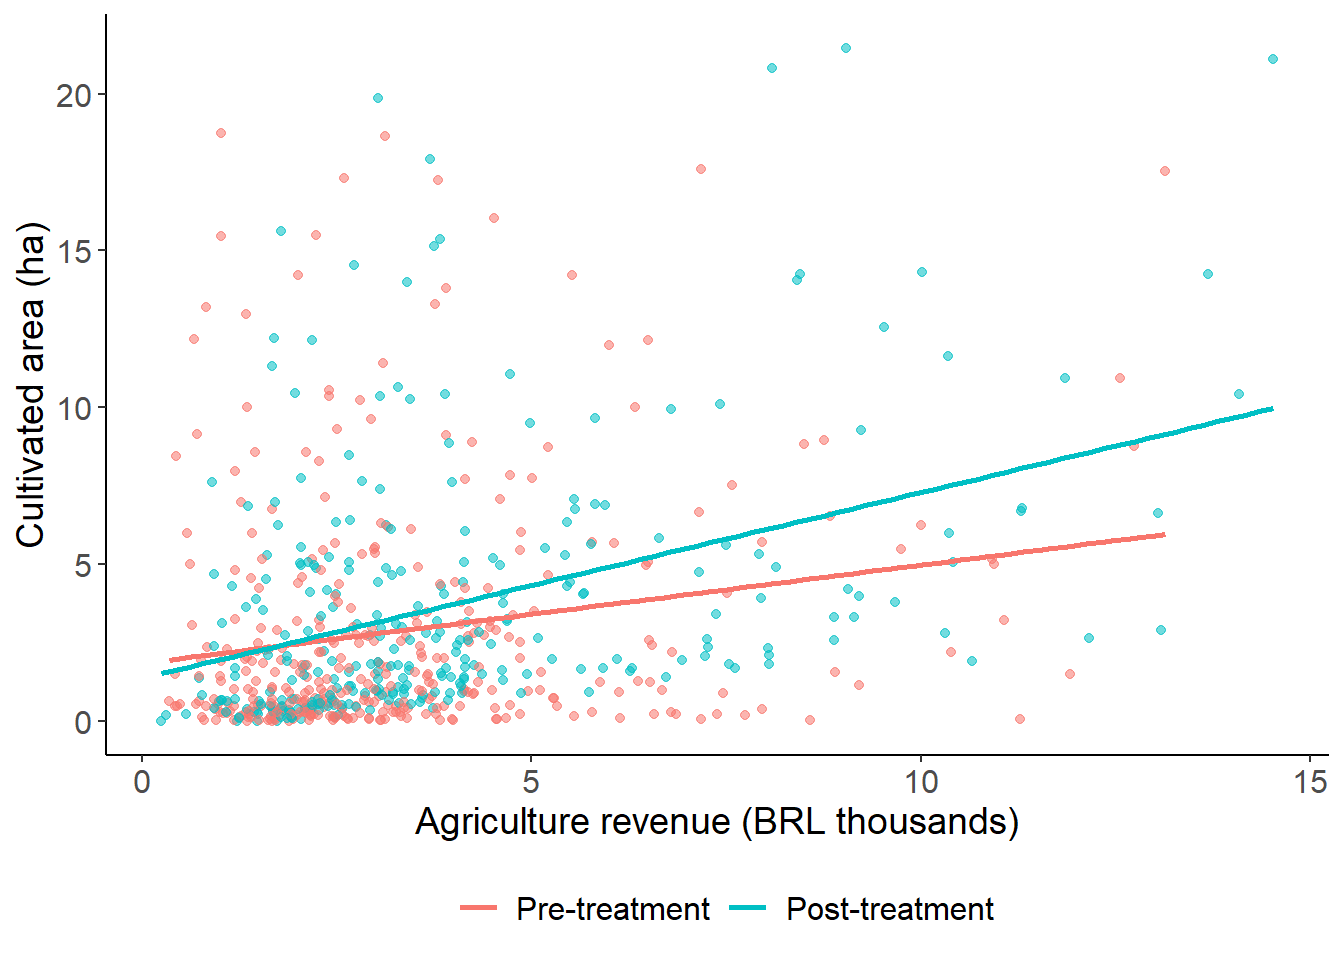 20
15
10
5
0
Cultivated area (ha)
0 5 10 15
Agriculture revenue (BRL thousands)
Pre-treatment Post-treatment